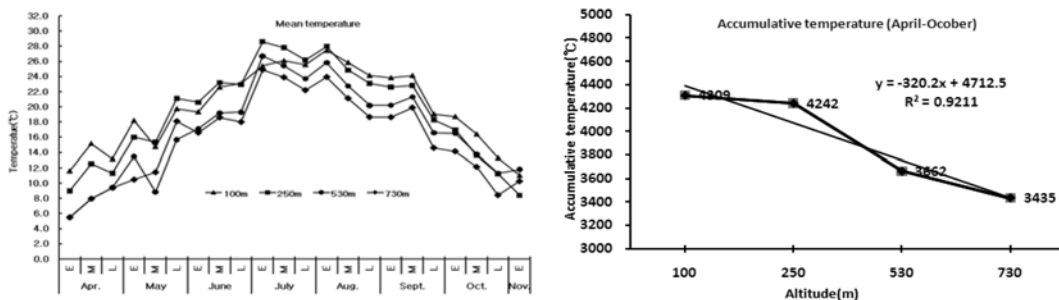 Mean temperature
Temperatue(℃)
32.0
30.0
28.0
26.0
24.0
22.0
20.0
18.0
16.0
14.0
12.0
10.0
8.0
6.0
4.0
2.0
0.0
100m 250m 530m 730m
E M L E M L E M L E M L E M L E M L E M L E
Apr. May June July Aug. Sept. Oct. Nov.
Accumulative temperature (April-Ocober)
Accumulative temperature(℃)
5000
4800
4600
4400
4200
4000
3800
3600
3400
3200
3000
y = -320.2x + 4712.5
R² = 0.9211
4309
4242
3662
3435
100 250 530 730
Altitude(m)